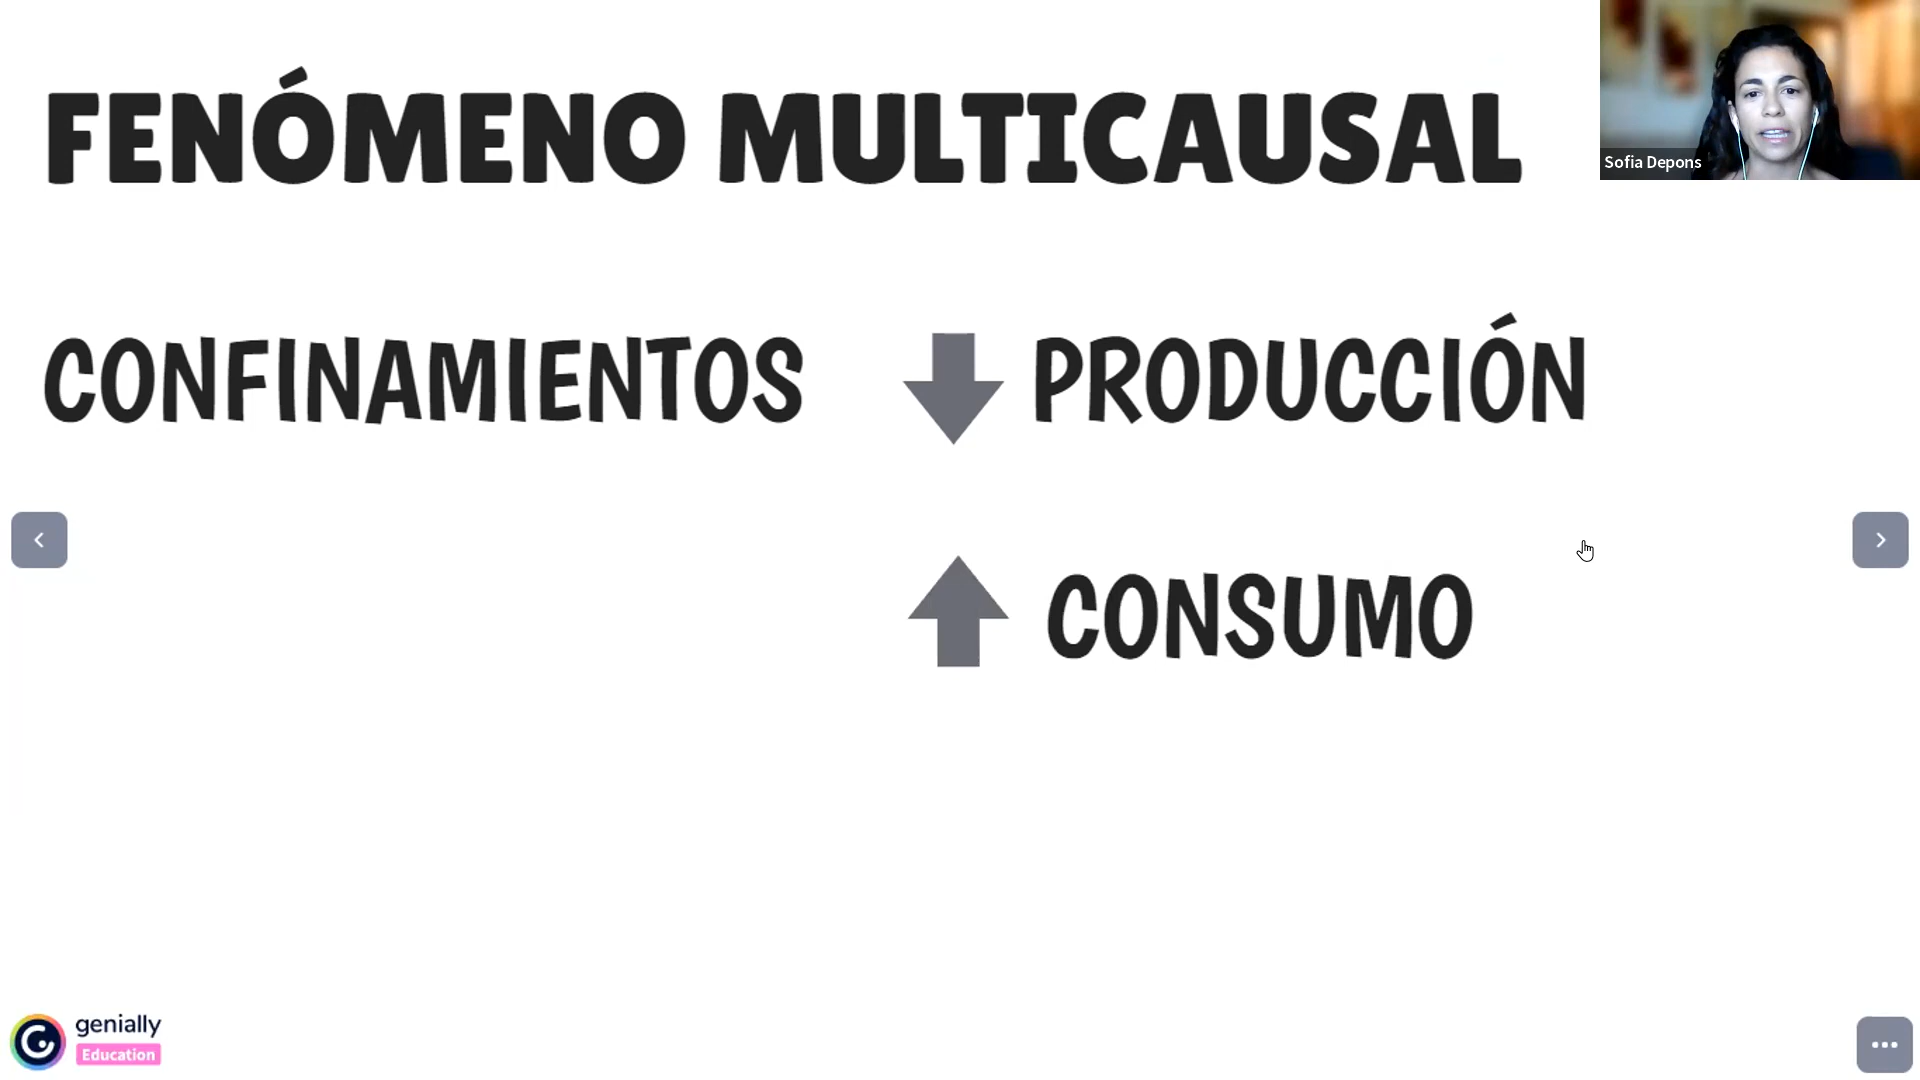 FENÓMENO MULTICAUSAL
Sofia Depons
CONFINAMIENTOS
PRODUCCIÓN
CONSUMO
genially
Education